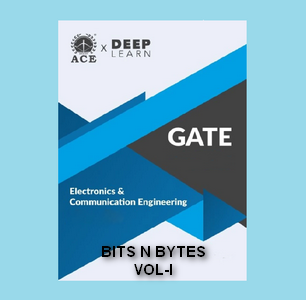 ACE x DEEP LEARN
GATE
Electronics &
Communication Engineering
BITS N BYTES
VOL-I